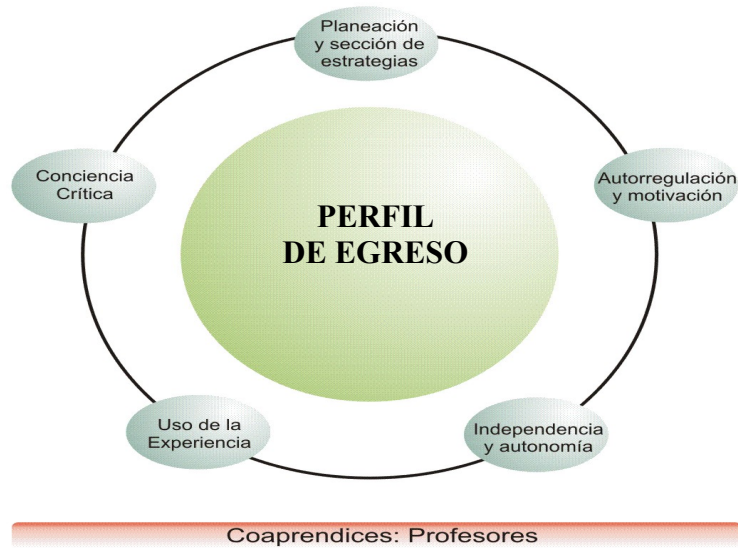 Planeación
y sección de
estrategias
Conciencia
Crítica
Autorregulación
y motivación
PERFIL
DE EGRESO
Uso de la
Experiencia
Independencia
y autonomía
Coaprendices: Profesores